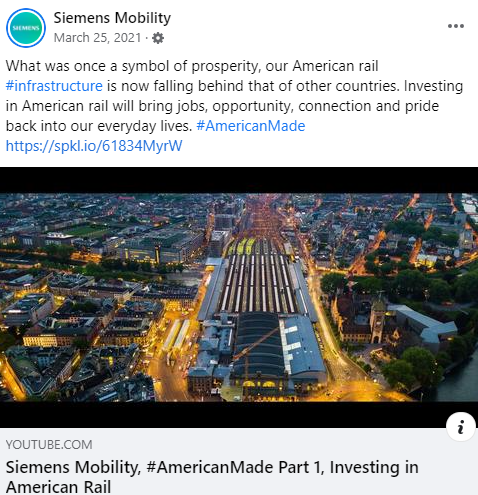 SIEMENS
Siemens Mobility
March 25, 2021 ·
What was once a symbol of prosperity, our American rail
#infrastructure is now falling behind that of other countries. Investing
in American rail will bring jobs, opportunity, connection and pride
back into our everyday lives. #AmericanMade
https://spkl.io/61834MyrW
YOUTUBE.COM
Siemens Mobility, #AmericanMade Part 1, Investing in
American Rail